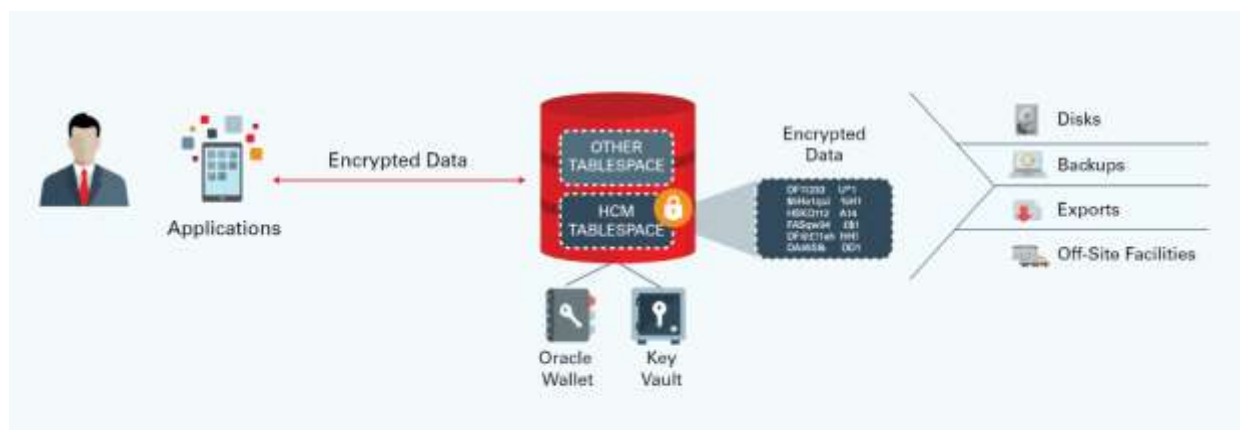 Applications
Encrypted Data
OTHER
TABLESPACE
HCM
TABLESPACE
Oracle
Wallet
Key
Vault
Encrypted
Data
Disks
Backups
Exports
Off-Site Facilities